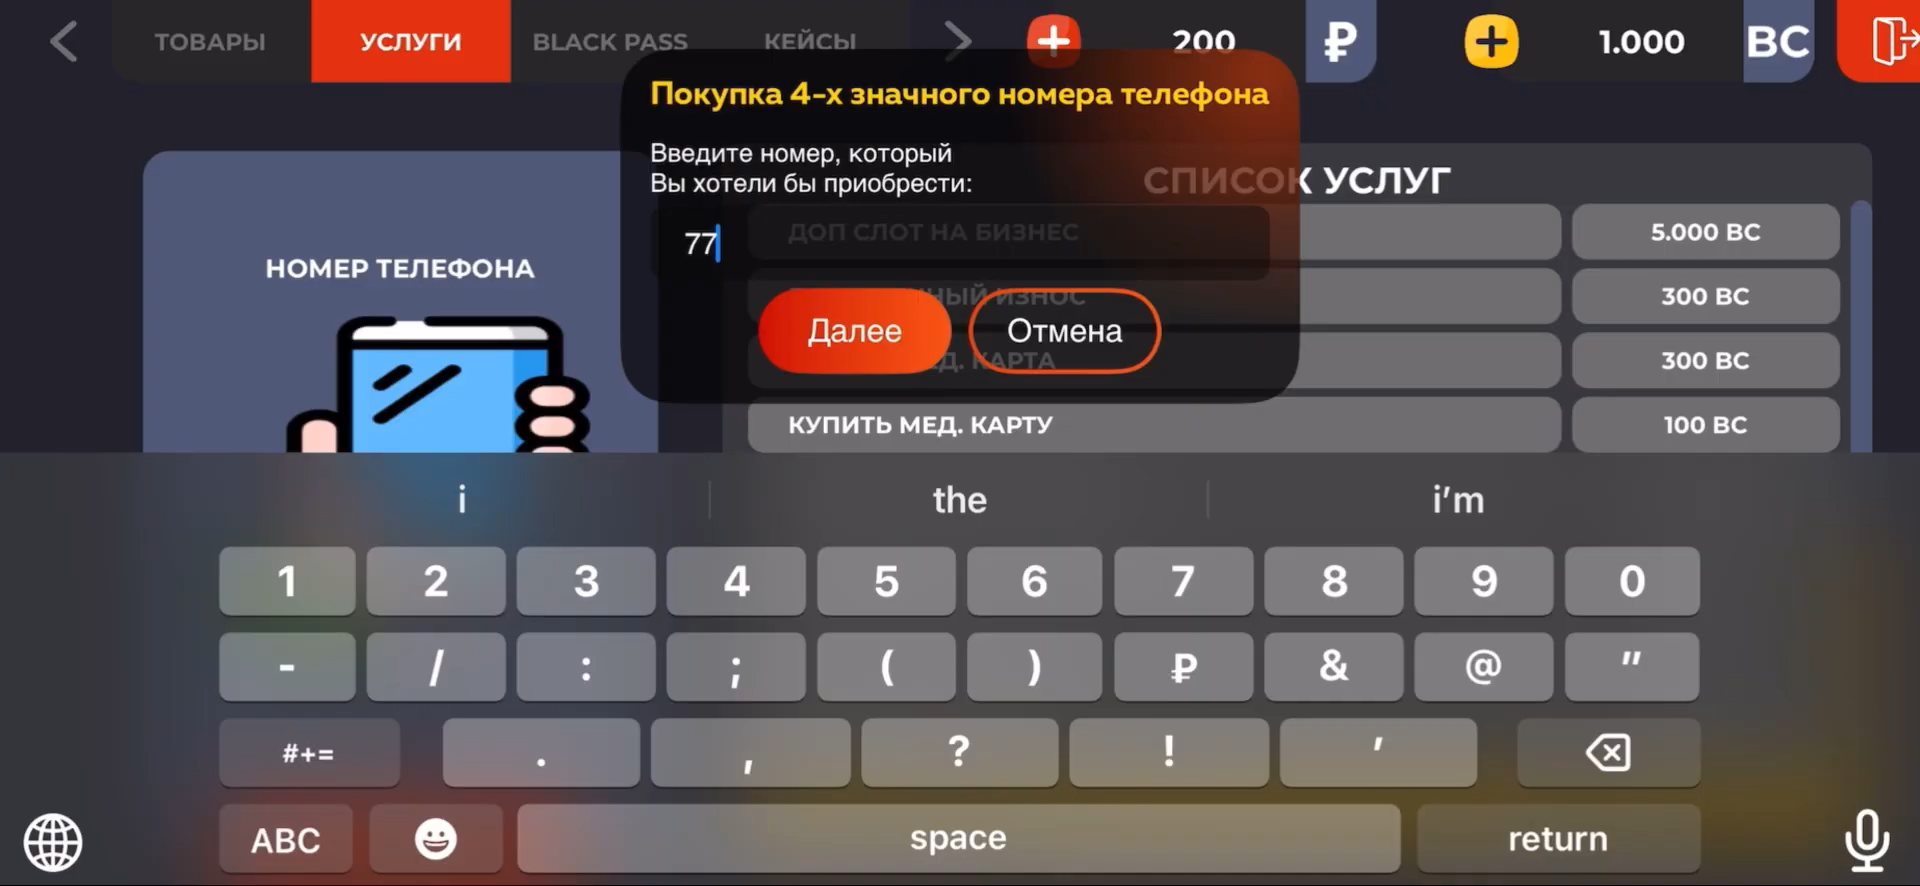 ТОВАРЫ
УСЛУГИ
BLACK PASS
КЕЙСЫ
200
₽
1.000
BC
Покупка 4-х значного номера телефона
Введите номер, который
Вы хотели бы приобрести:
77
Далее
Отмена
НОМЕР ТЕЛЕФОНА
СПИСОК УСЛУГ
ДОП СЛОТ НА БИЗНЕС
5.000 BC
ИЗНОС
300 BC
МЕД. КАРТА
300 BC
КУПИТЬ МЕД. КАРТУ
100 BC
i
the
i'm
1 2 3 4 5 6 7 8 9 0
- / : ; ( ) ₽ & @ "
#+= . , ? ! '
ABC
space
return